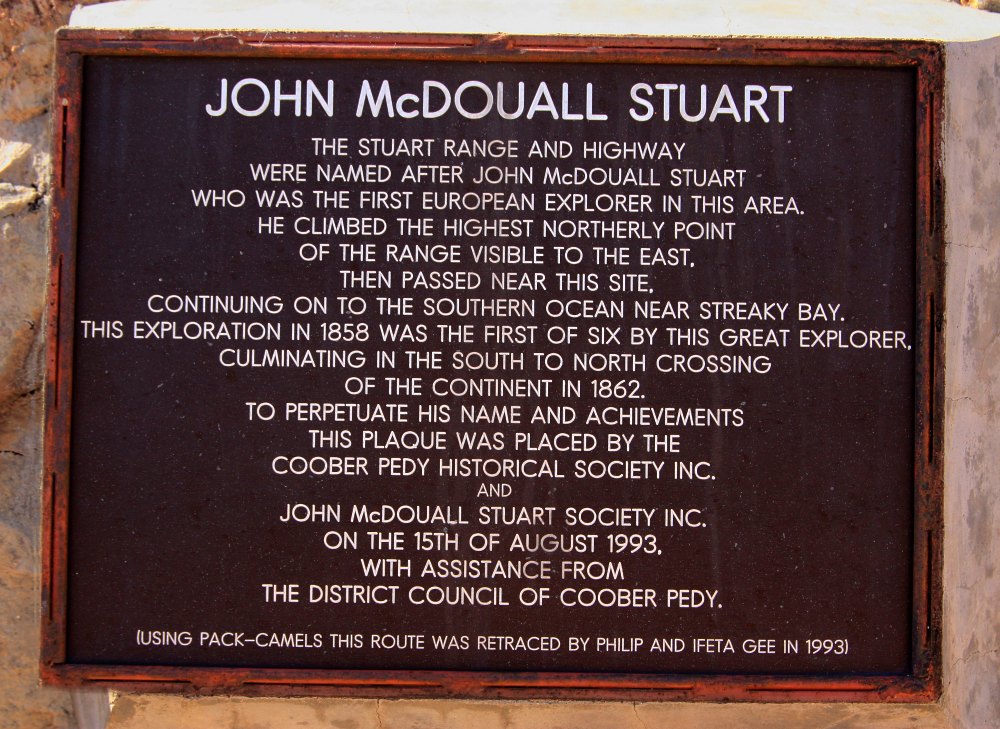 JOHN McDOUALL STUART
THE STUART RANGE AND HIGHWAY
WERE NAMED AFTER JOHN McDOUALL STUART
WHO WAS THE FIRST EUROPEAN EXPLORER IN THIS AREA.
HE CLIMBED THE HIGHEST NORTHERLY POINT
OF THE RANGE VISIBLE TO THE EAST,
THEN PASSED NEAR THIS SITE,
CONTINUING ON TO THE SOUTHERN OCEAN NEAR STREAKY BAY.
THIS EXPLORATION IN 1858 WAS THE FIRST OF SIX BY THIS GREAT EXPLORER,
CULMINATING IN THE SOUTH TO NORTH CROSSING
OF THE CONTINENT IN 1862.
TO PERPETUATE HIS NAME AND ACHIEVEMENTS
THIS PLAQUE WAS PLACED BY THE
COOBER PEDY HISTORICAL SOCIETY INC.
AND
JOHN McDOUALL STUART SOCIETY INC.
ON THE 15TH OF AUGUST 1993,
WITH ASSISTANCE FROM
THE DISTRICT COUNCIL OF COOBER PEDY.
(USING PACK-CAMELS THIS ROUTE WAS RETRACED BY PHILIP AND IFETA GEE IN 1993)